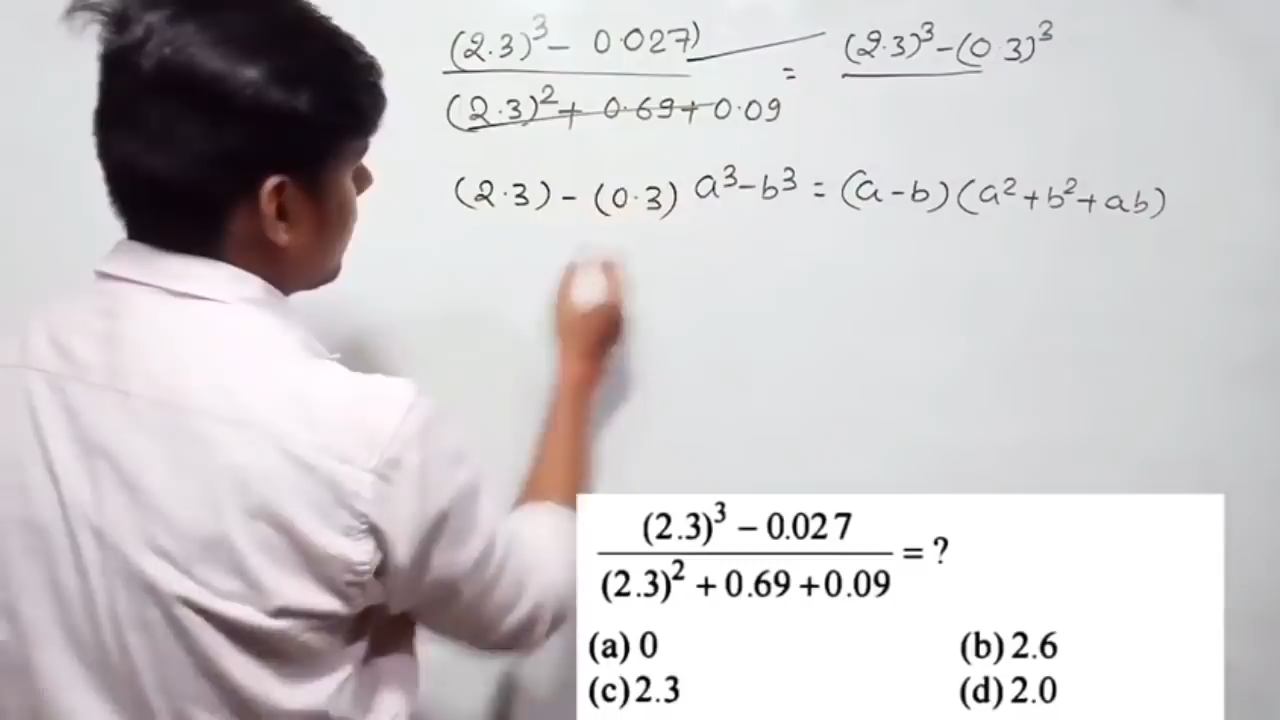 (2.3)³ - 0.027) = (2.3)³ - (0.3)³
(2.3)² + 0.69 + 0.09
(2.3) - (0.3) a³ - b³ = (a - b)(a² + b² + ab)
(2.3)³ − 0.027
(2.3)² + 0.69 + 0.09 = ?
(a) 0 (b) 2.6
(c) 2.3 (d) 2.0